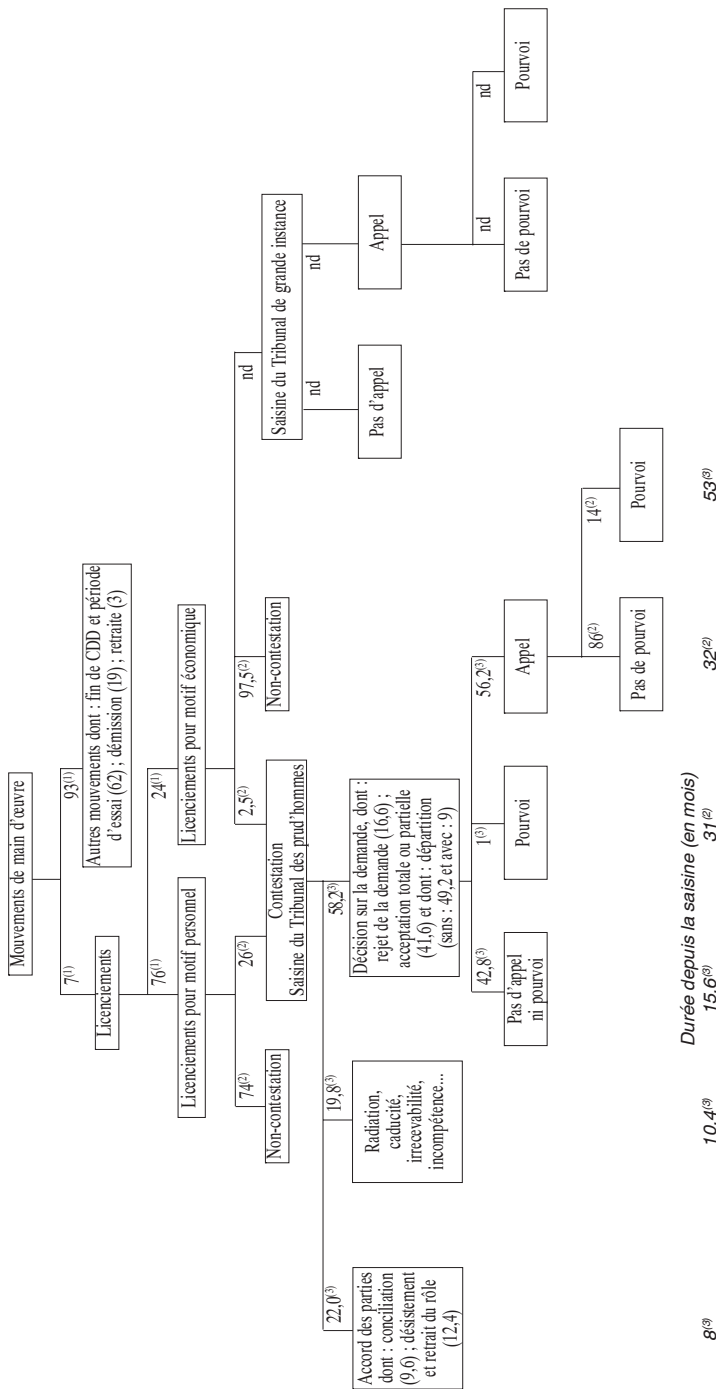 Mouvements de main d'œuvre
7(1)
93(1)
Licenciements
Autres mouvements dont : fin de CDD et période
d'essai (62) ; démission (19) ; retraite (3)
76(1)
24(1)
Licenciements pour motif personnel
Licenciements pour motif économique
74(2)
26(2)
2,5(2)
97,5(2)
nd
Non-contestation
Contestation
Saisine du Tribunal des prud'hommes
Non-contestation
Saisine du Tribunal de grande instance
22,0(3)
19,8(3)
58,2(3)
nd
nd
Accord des parties
dont : conciliation
(9,6) ; désistement
et retrait du rôle
(12,4)
Radiation,
caducité,
irrecevabilité,
incompétence...
Décision sur la demande, dont :
rejet de la demande (16,6) ;
acceptation totale ou partielle
(41,6) et dont : départition
(sans : 49,2 et avec : 9)
Pas d'appel
Appel
42,8(3)
1(3)
56,2(3)
nd
nd
Pas d'appel
ni pourvoi
Pourvoi
Appel
Pas de pourvoi
Pourvoi
86(2)
14(2)
Pas de pourvoi
Pourvoi
Durée depuis la saisine (en mois)
8(3)
10,4(3)
15,6(3)
31(2)
32(2)
53(3)